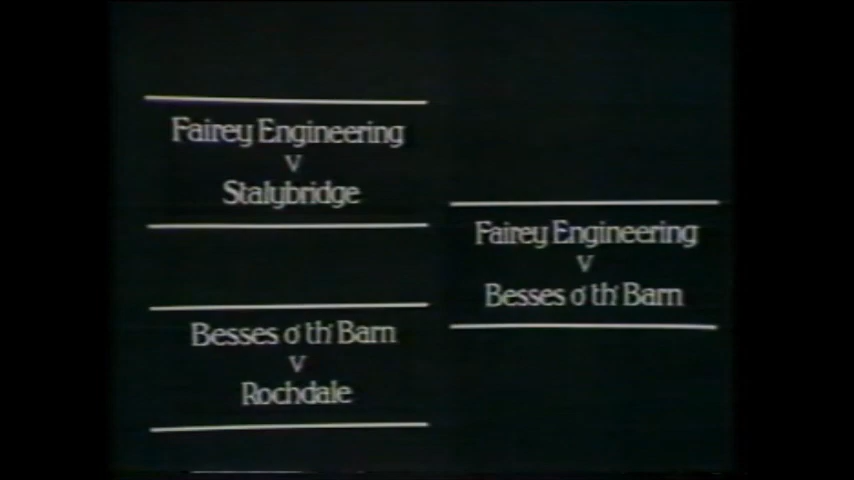 Fairey Engineering
v
Stalybridge
Besses o' th' Barn
v
Rochdale
Fairey Engineering
v
Besses o' th' Barn